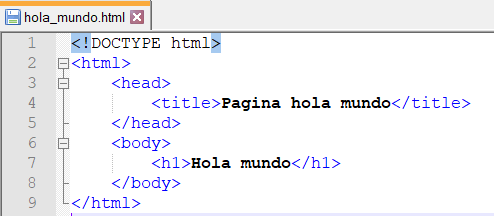 hola_mundo.html
1 <!DOCTYPE html>
2 <html>
3 <head>
4 <title>Pagina hola mundo</title>
5 </head>
6 <body>
7 <h1>Hola mundo</h1>
8 </body>
9 </html>